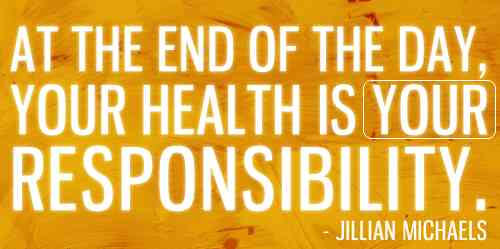 AT THE END OF THE DAY,
YOUR HEALTH IS YOUR
RESPONSIBILITY.
- JILLIAN MICHAELS